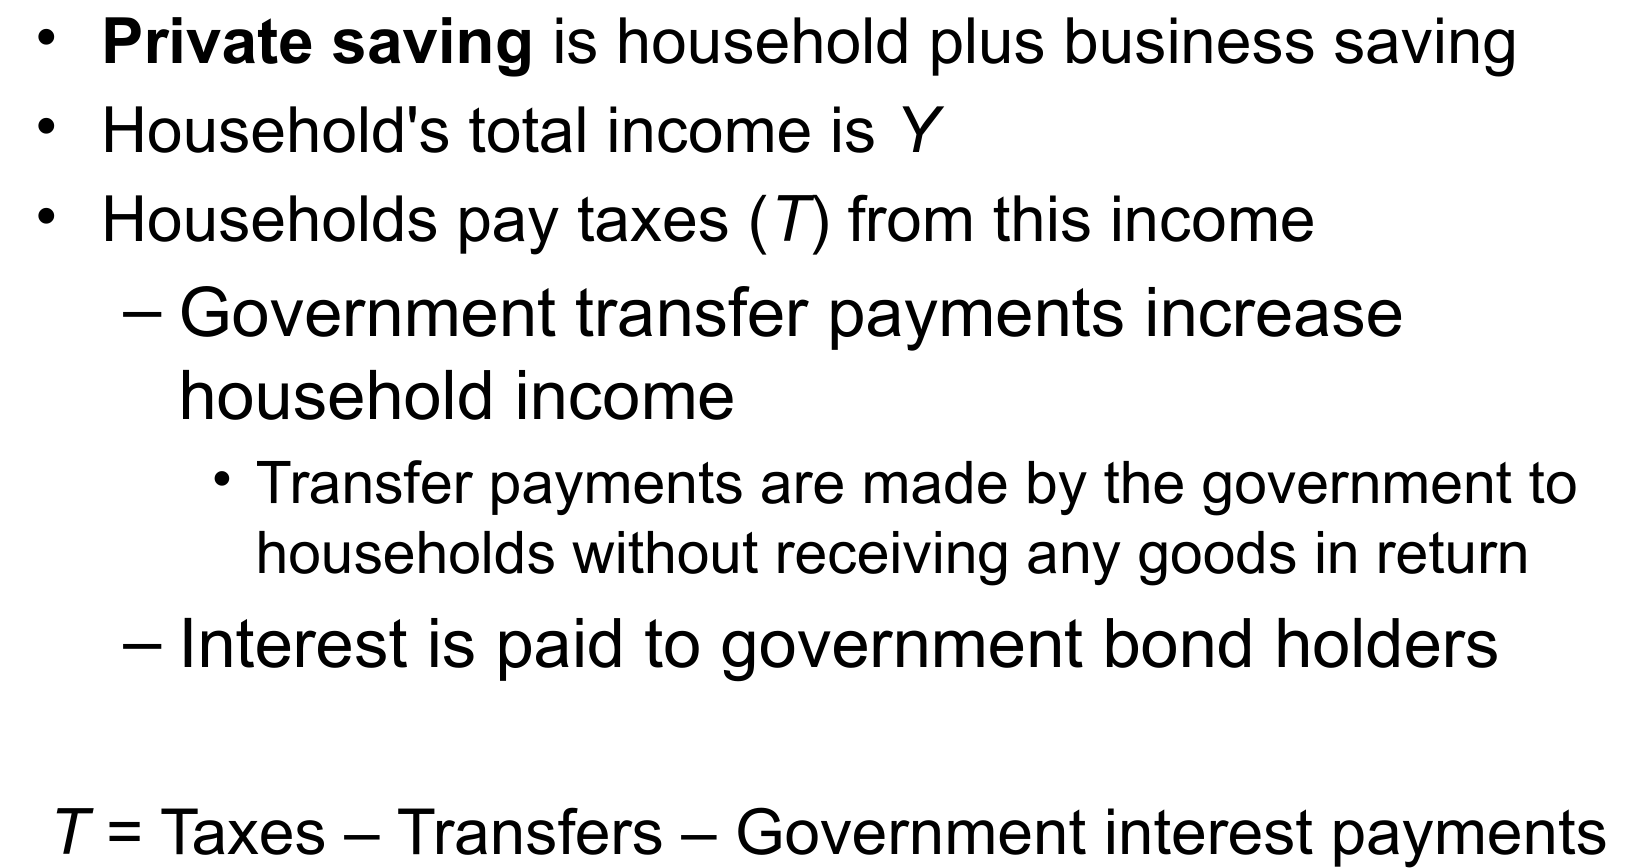 • Private saving is household plus business saving
• Household's total income is Y
• Households pay taxes (T) from this income
– Government transfer payments increase
household income
• Transfer payments are made by the government to
households without receiving any goods in return
– Interest is paid to government bond holders
T = Taxes – Transfers – Government interest payments